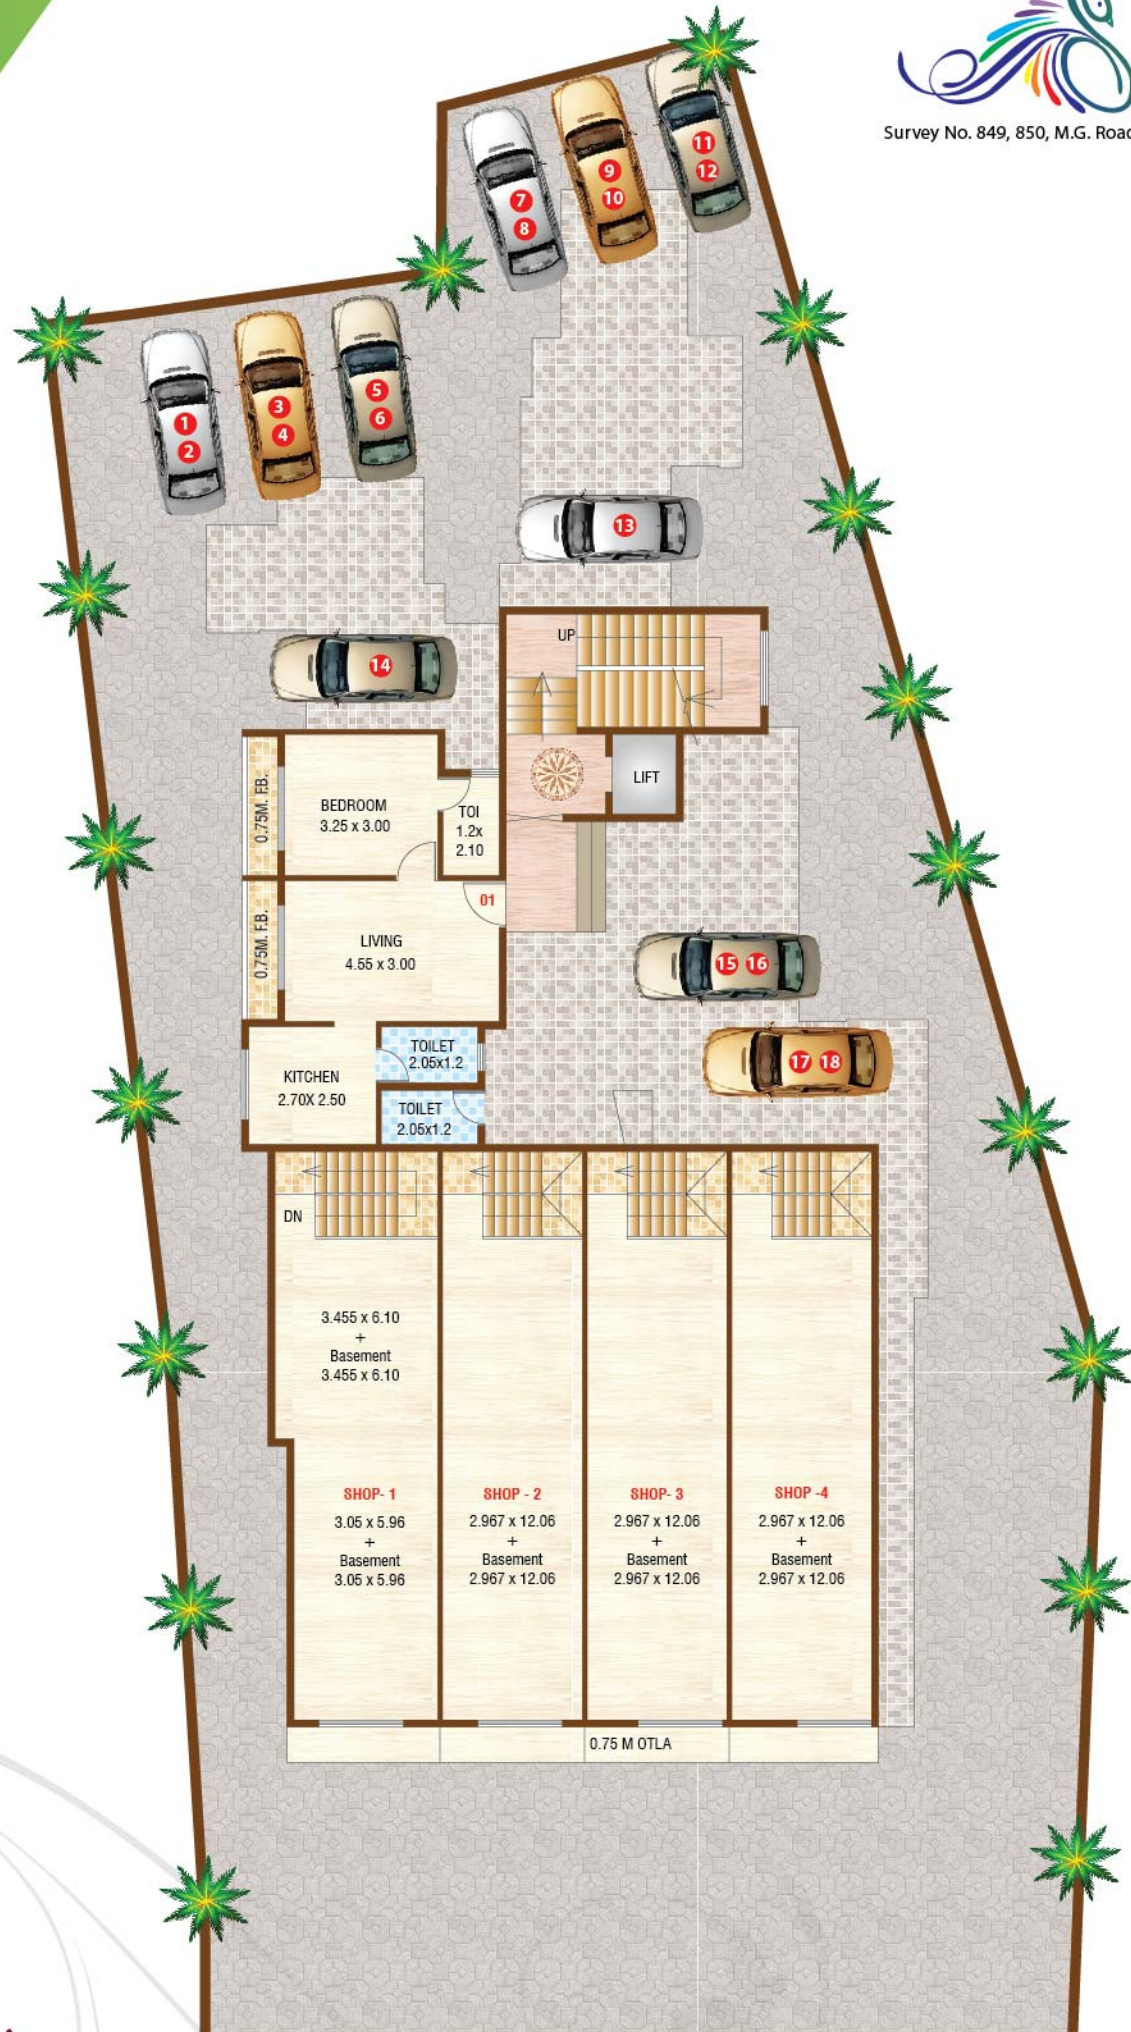 Survey No. 849, 850, M.G. Road
11
12
9
10
7
8
5
6
3
4
1
2
13
14
UP
LIFT
0.75M. F.B.
BEDROOM
3.25 x 3.00
TOI
1.2x
2.10
01
0.75M. F.B.
LIVING
4.55 x 3.00
15 16
17 18
TOILET
2.05x1.2
KITCHEN
2.70X 2.50
TOILET
2.05x1.2
DN
3.455 x 6.10
+
Basement
3.455 x 6.10
SHOP- 1
3.05 x 5.96
+
Basement
3.05 x 5.96
SHOP - 2
2.967 x 12.06
+
Basement
2.967 x 12.06
SHOP- 3
2.967 x 12.06
+
Basement
2.967 x 12.06
SHOP -4
2.967 x 12.06
+
Basement
2.967 x 12.06
0.75 M OTLA